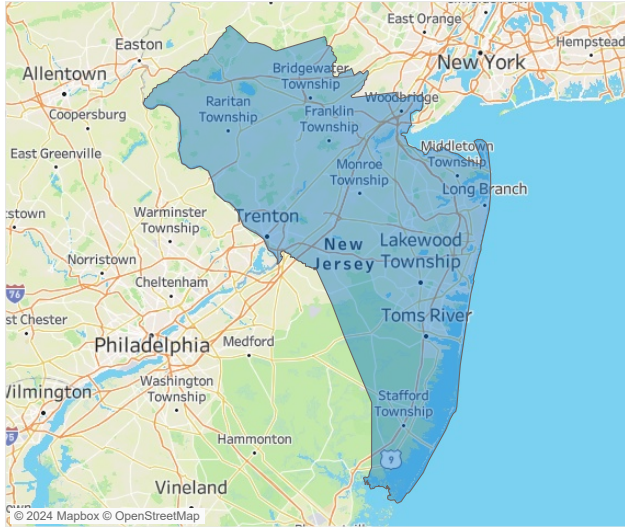 East Orange
Easton
New York
Hempstead
Allentown
Bridgewater
Township
Raritan
Township
Woodbridge
Coopersburg
Franklin
Township
East Greenville
Middletown
Township
Monroe
Township
Long Branch
Warminster
Township
Trenton
New
Jersey
Lakewood
Township
Norristown
76
Cheltenham
st Chester
Toms River
Philadelphia
Medford
Washington
Township
Wilmington
Stafford
Township
Hammonton
9
Vineland
© 2024 Mapbox © OpenStreetMap